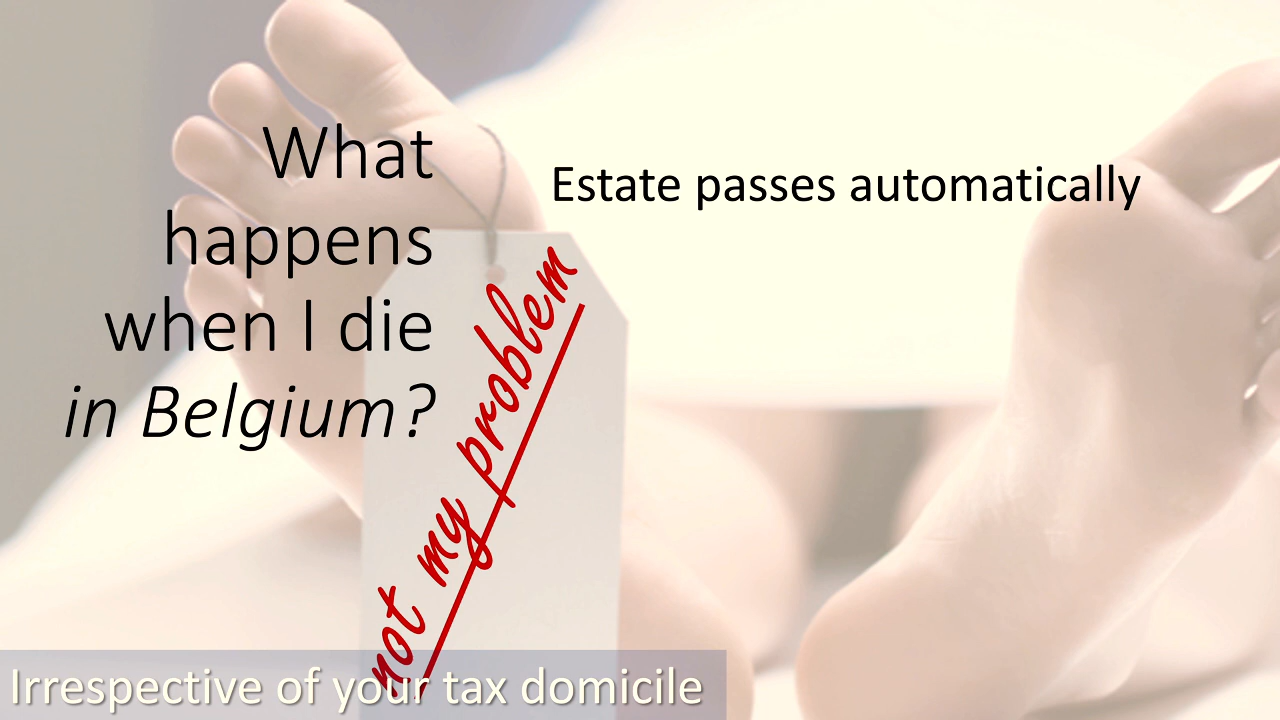 What
happens
when I die
in Belgium?
Estate passes automatically
not my problem
Irrespective of your tax domicile